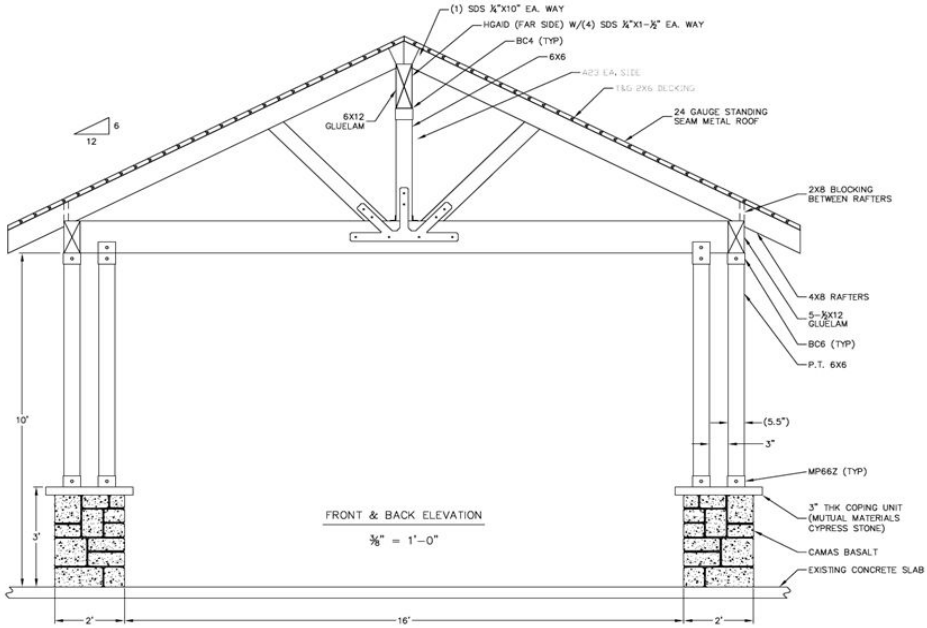 (1) SDS ¼"X10" EA. WAY
HGAID (FAR SIDE) W/(4) SDS ¼"X1-½" EA. WAY
BC4 (TYP)
6X6
A23 EA. SIDE
T&G 2X6 DECKING
24 GAUGE STANDING
SEAM METAL ROOF
6
12
6X12
GLUELAM
2X8 BLOCKING
BETWEEN RAFTERS
4X8 RAFTERS
5-½X12
GLUELAM
BC6 (TYP)
P.T. 6X6
10'
(5.5")
3"
MP66Z (TYP)
3" THK COPING UNIT
(MUTUAL MATERIALS
CYPRESS STONE)
3'
FRONT & BACK ELEVATION
⅜" = 1'-0"
CAMAS BASALT
EXISTING CONCRETE SLAB
2'
16'
2'